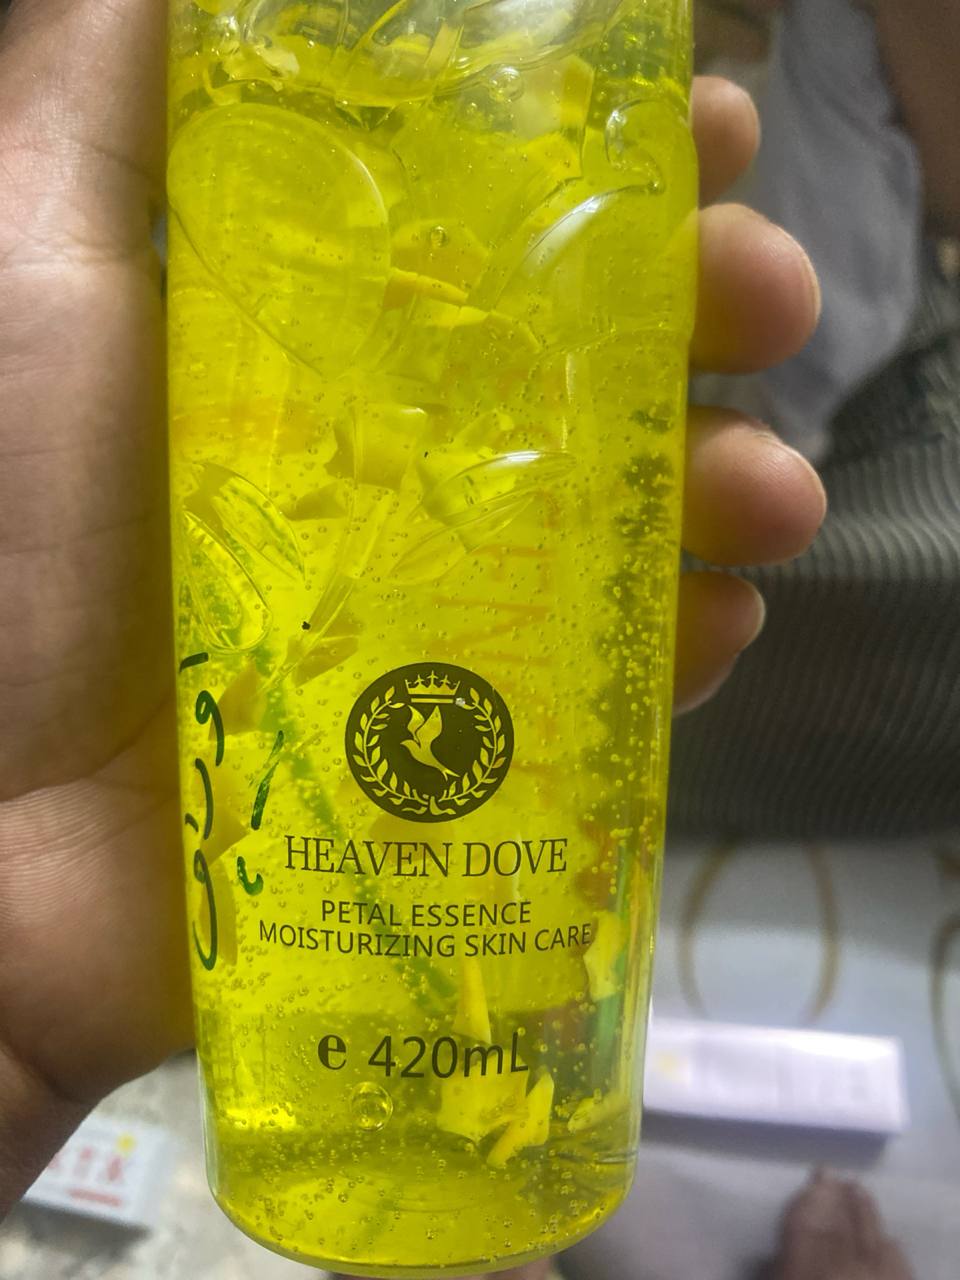 HEAVEN DOVE
PETAL ESSENCE
MOISTURIZING SKIN CARE
e 420mL